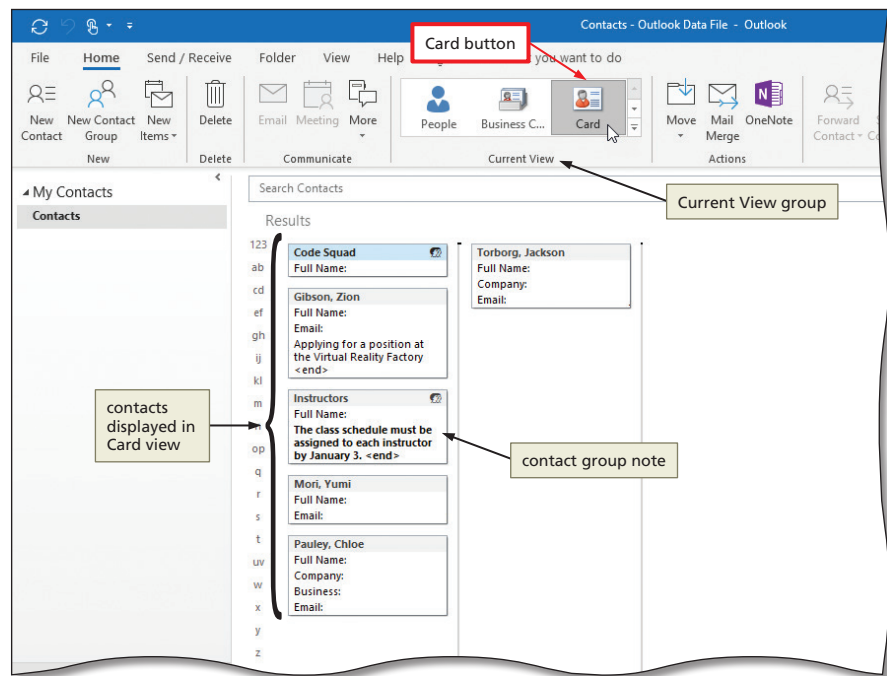 Contacts - Outlook Data File - Outlook
Card button
File Home Send / Receive Folder View Help you want to do
New Contact
New Contact Group
New Items
Delete
Email
Meeting
More
People
Business C...
Card
Move
Mail Merge
OneNote
Forward Contact
New
Delete
Communicate
Current View
Actions
Current View group
My Contacts
Contacts
Search Contacts
Results
123
ab
cd
ef
gh
ij
kl
m
op
q
r
s
t
uv
w
x
y
z
Code Squad
Full Name:
Gibson, Zion
Full Name:
Email:
Applying for a position at
the Virtual Reality Factory
<end>
Instructors
Full Name:
The class schedule must be
assigned to each instructor
by January 3. <end>
Mori, Yumi
Full Name:
Email:
Pauley, Chloe
Full Name:
Company:
Business:
Email:
Torborg, Jackson
Full Name:
Company:
Email:
contacts
displayed in
Card view
contact group note